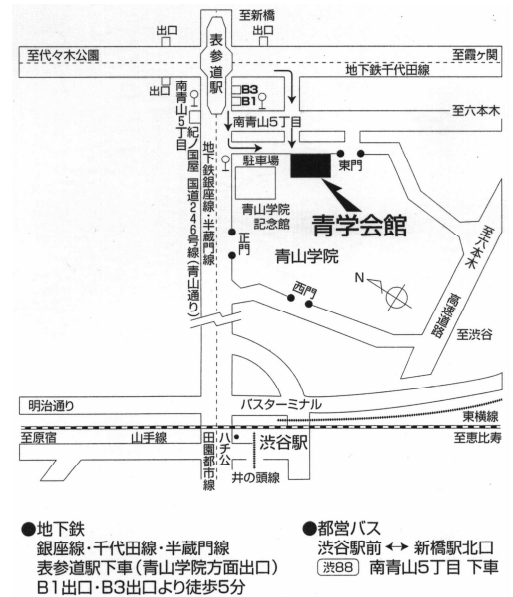 至新橋
出口
出口
表参道駅
至代々木公園
至霞ヶ関
地下鉄千代田線
出口
B3
B1
南青山5丁目
至六本木
南青山5丁目
紀ノ国屋
国道246号線(青山通り)
地下鉄銀座線・半蔵門線
駐車場
東門
青山学院
記念館
青学会館
正門
青山学院
至六本木
N
西門
高速道路
至渋谷
明治通り
バスターミナル
東横線
至原宿
山手線
田園都市線
ハチ公
渋谷駅
至恵比寿
井の頭線
●地下鉄
銀座線・千代田線・半蔵門線
表参道駅下車(青山学院方面出口)
B1出口・B3出口より徒歩5分
●都営バス
渋谷駅前↔新橋駅北口
渋88 南青山5丁目 下車